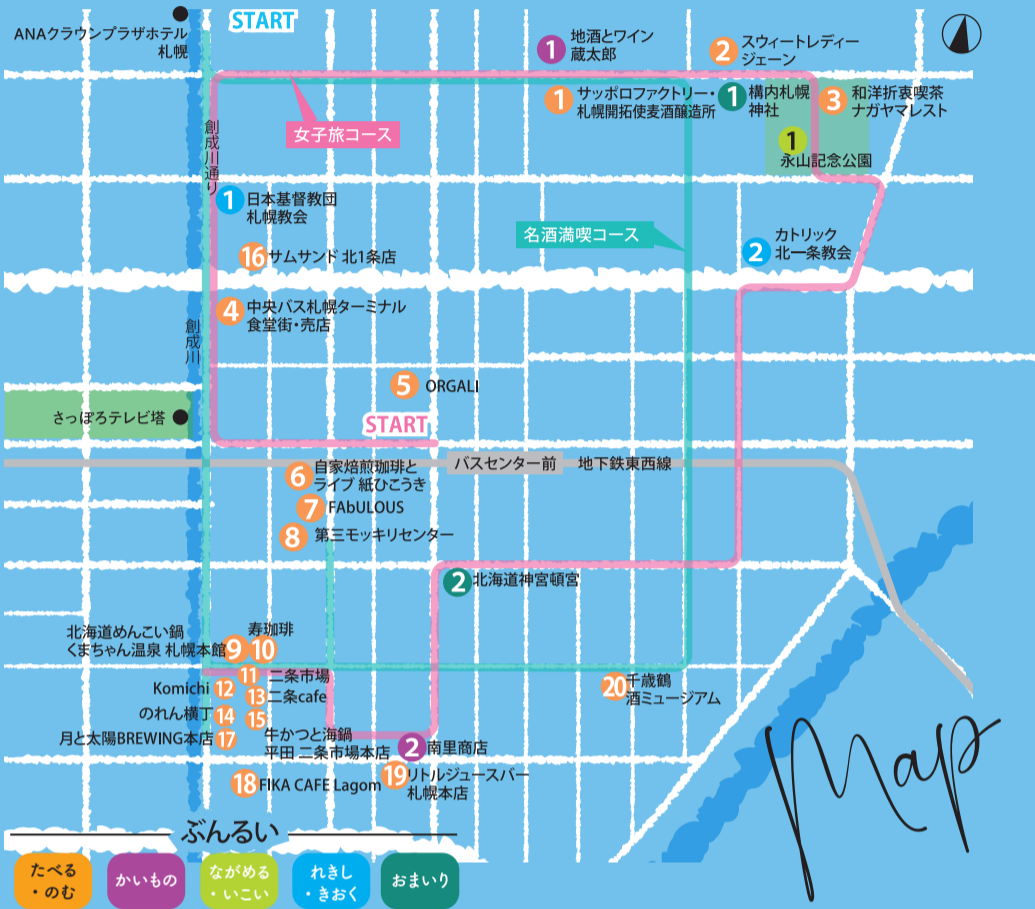 START
ANAクラウンプラザホテル
札幌
1 地酒とワイン
蔵太郎
2 スウィートレディー
ジェーン
1 サッポロファクトリー・
札幌開拓使麦酒醸造所
1 構内札幌
神社
3 和洋折衷喫茶
ナガヤマレスト
1
永山記念公園
女子旅コース
創成川通り
1 日本基督教団
札幌教会
名酒満喫コース
2 カトリック
北一条教会
16 サムサンド 北1条店
4 中央バス札幌ターミナル
食堂街・売店
創成川
5 ORGALI
さっぽろテレビ塔
START
バスセンター前 地下鉄東西線
6 自家焙煎珈琲と
ライブ 紙ひこうき
7 FAbULOUS
8 第三モッキリセンター
2 北海道神宮頓宮
北海道めんこい鍋
くまちゃん温泉 札幌本館 9
寿珈琲
10
11 二条市場
Komichi 12
13 二条cafe
のれん横丁 14
15
牛かつと海鍋
平田 二条市場本店
月と太陽BREWING本店 17
2 南里商店
18 FIKA CAFE Lagom
19 リトルジュースバー
札幌本店
20 千歳鶴
酒ミュージアム
Map
ぶんるい
たべる
・のむ
かいもの
ながめる
・いこい
れきし
・きおく
おまいり